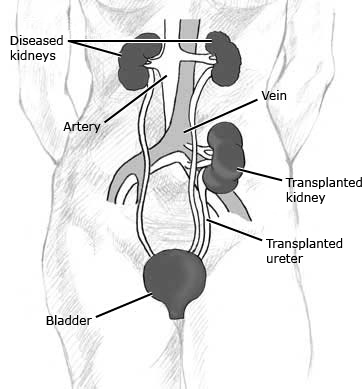 Diseased
kidneys
Artery
Vein
Transplanted
kidney
Transplanted
ureter
Bladder